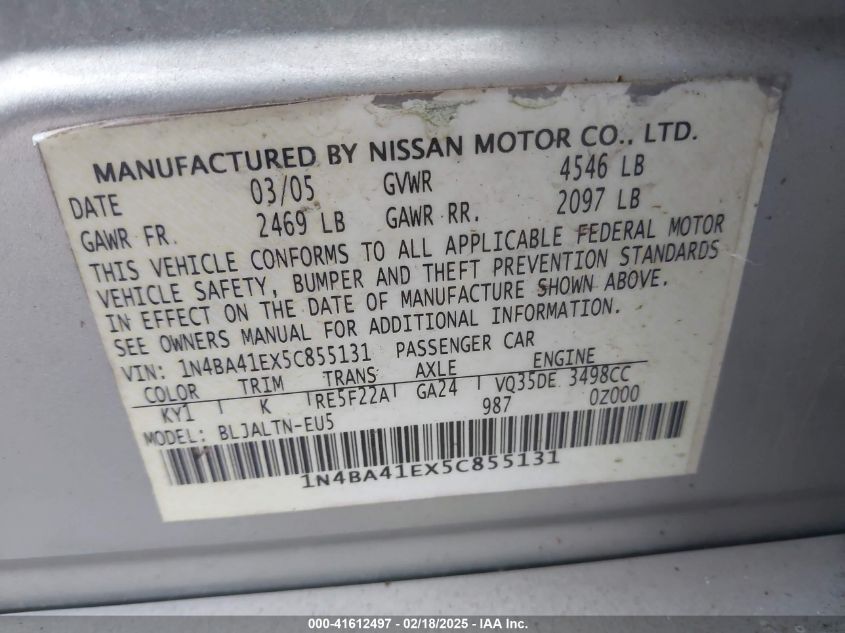 MANUFACTURED BY NISSAN MOTOR CO., LTD.
DATE 03/05 GVWR 4546 LB
GAWR FR. 2469 LB GAWR RR. 2097 LB
THIS VEHICLE CONFORMS TO ALL APPLICABLE FEDERAL MOTOR
VEHICLE SAFETY, BUMPER AND THEFT PREVENTION STANDARDS
IN EFFECT ON THE DATE OF MANUFACTURE SHOWN ABOVE.
SEE OWNERS MANUAL FOR ADDITIONAL INFORMATION.
VIN: 1N4BA41EX5C855131 PASSENGER CAR
COLOR TRIM TRANS AXLE ENGINE
KY1 K RE5F22A GA24 VQ35DE 3498CC
MODEL: BLJALTN-EU5 987 0Z000
1N4BA41EX5C855131
000-41612497 - 02/18/2025 - IAA Inc.